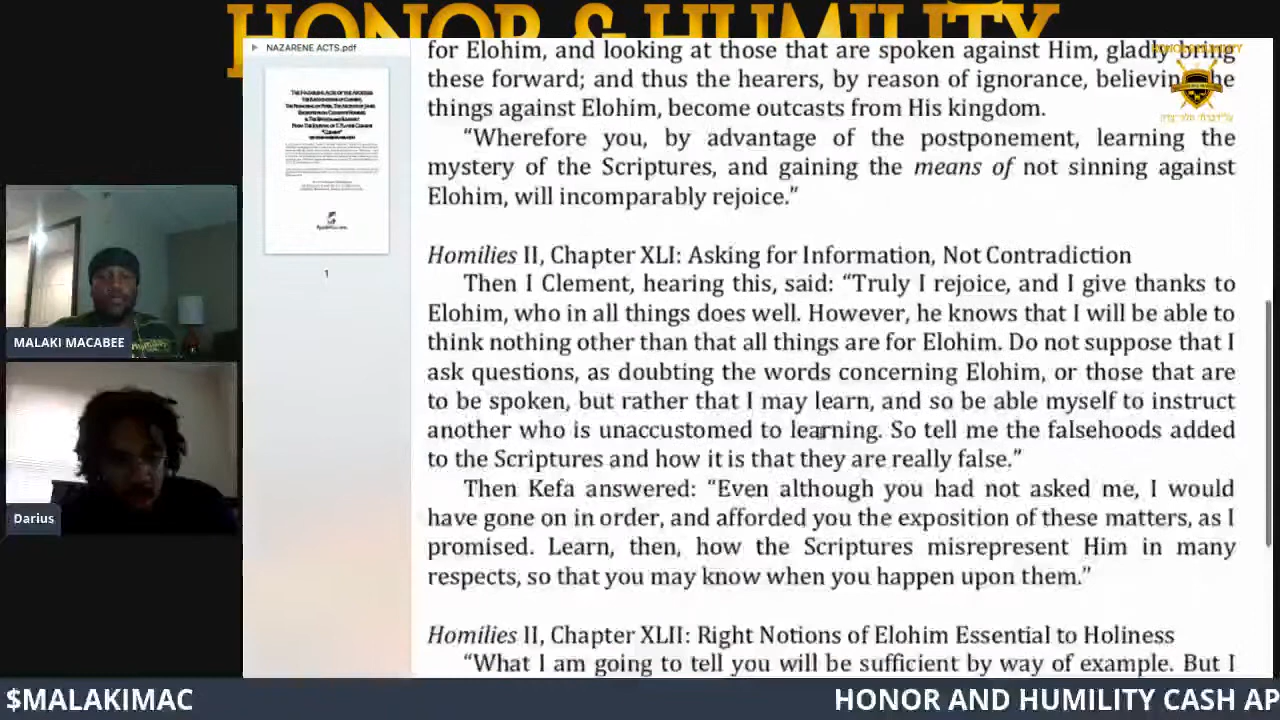 HONOR & HUMILITY
NAZARENE ACTS.pdf
1
MALAKI MACABEE
Darius
for Elohim, and looking at those that are spoken against Him, gladly bring
these forward; and thus the hearers, by reason of ignorance, believing the
things against Elohim, become outcasts from His kingdom.
“Wherefore you, by advantage of the postponement, learning the
mystery of the Scriptures, and gaining the means of not sinning against
Elohim, will incomparably rejoice.”
Homilies II, Chapter XLI: Asking for Information, Not Contradiction
Then I Clement, hearing this, said: “Truly I rejoice, and I give thanks to
Elohim, who in all things does well. However, he knows that I will be able to
think nothing other than that all things are for Elohim. Do not suppose that I
ask questions, as doubting the words concerning Elohim, or those that are
to be spoken, but rather that I may learn, and so be able myself to instruct
another who is unaccustomed to learning. So tell me the falsehoods added
to the Scriptures and how it is that they are really false.”
Then Kefa answered: “Even although you had not asked me, I would
have gone on in order, and afforded you the exposition of these matters, as I
promised. Learn, then, how the Scriptures misrepresent Him in many
respects, so that you may know when you happen upon them.”
Homilies II, Chapter XLII: Right Notions of Elohim Essential to Holiness
“What I am going to tell you will be sufficient by way of example. But I
$MALAKIMAC
HONOR AND HUMILITY CASH AP